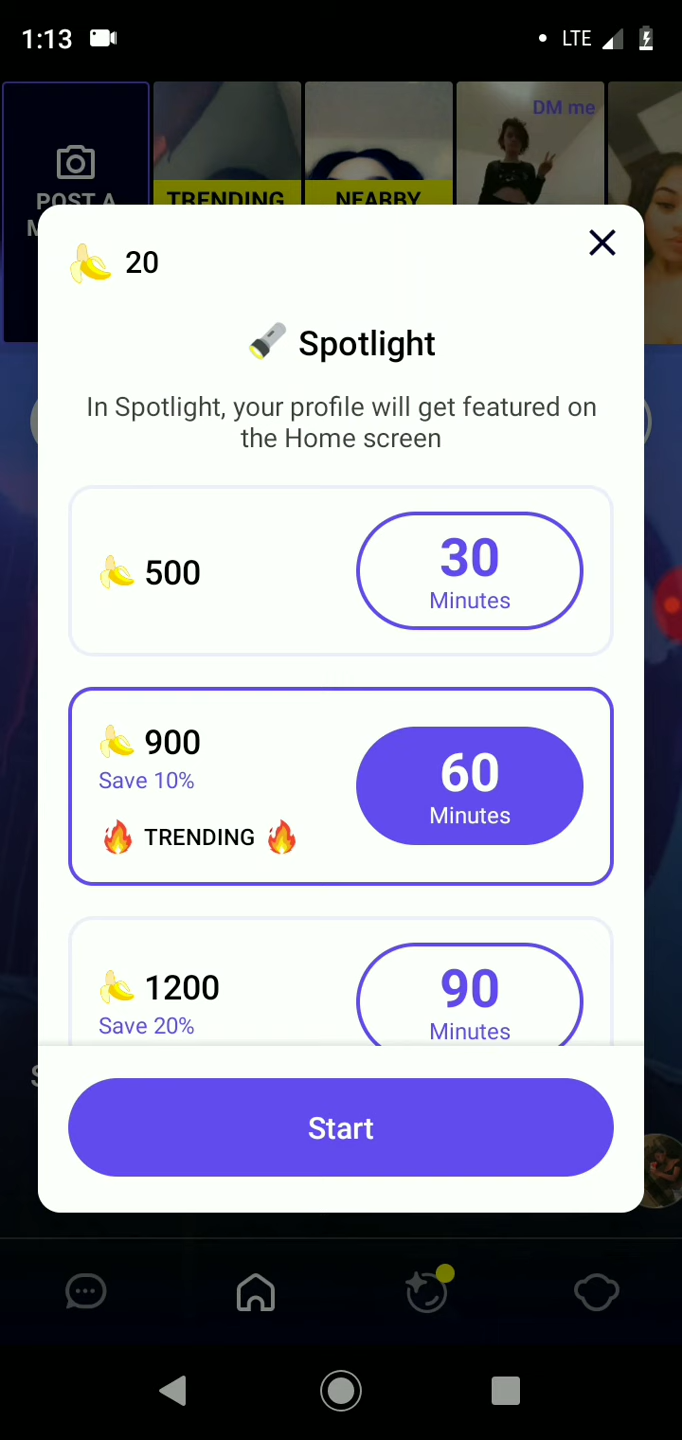 1:13
LTE
DM me
POST A
TRENDING
NEARBY
20
Spotlight
In Spotlight, your profile will get featured on
the Home screen
500
30
Minutes
900
Save 10%
TRENDING
60
Minutes
1200
Save 20%
90
Minutes
Start